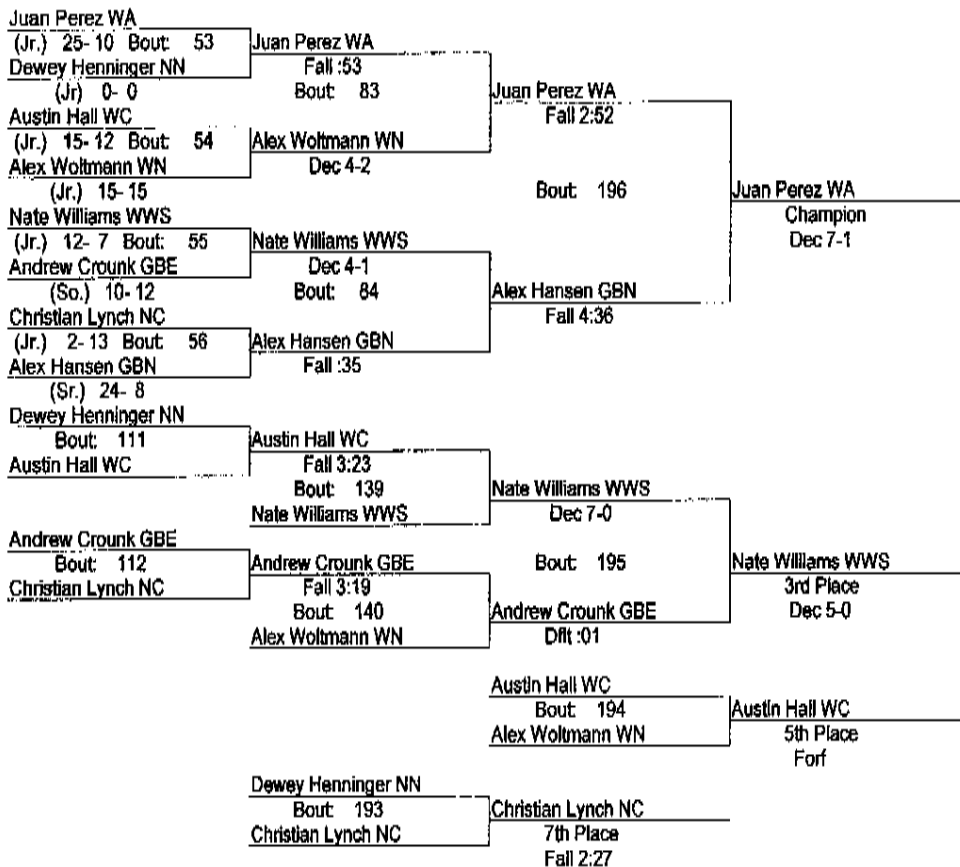 Juan Perez WA
(Jr.) 25- 10 Bout: 53
Dewey Henninger NN
(Jr) 0- 0
Austin Hall WC
(Jr.) 15- 12 Bout: 54
Alex Woltmann WN
(Jr.) 15- 15
Nate Williams WWS
(Jr.) 12- 7 Bout: 55
Andrew Crounk GBE
(So.) 10- 12
Christian Lynch NC
(Jr.) 2- 13 Bout: 56
Alex Hansen GBN
(Sr.) 24- 8
Dewey Henninger NN
Bout: 111
Austin Hall WC
Andrew Crounk GBE
Bout: 112
Christian Lynch NC
Juan Perez WA
Fall :53
Bout: 83
Alex Woltmann WN
Dec 4-2
Nate Williams WWS
Dec 4-1
Bout: 84
Alex Hansen GBN
Fall :35
Austin Hall WC
Fall 3:23
Bout: 139
Nate Williams WWS
Andrew Crounk GBE
Fall 3:19
Bout: 140
Alex Woltmann WN
Dewey Henninger NN
Bout: 193
Christian Lynch NC
Juan Perez WA
Fall 2:52
Bout: 196
Alex Hansen GBN
Fall 4:36
Nate Williams WWS
Dec 7-0
Bout: 195
Andrew Crounk GBE
Dflt :01
Austin Hall WC
Bout: 194
Alex Woltmann WN
Christian Lynch NC
7th Place
Fall 2:27
Juan Perez WA
Champion
Dec 7-1
Nate Williams WWS
3rd Place
Dec 5-0
Austin Hall WC
5th Place
Forf